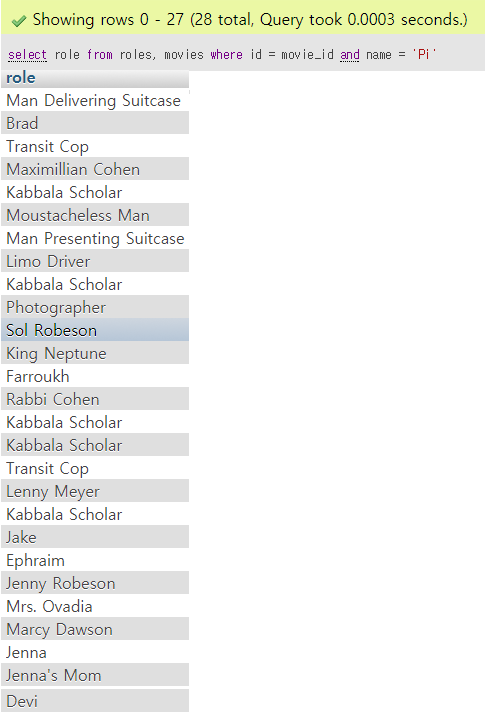 Showing rows 0 - 27 (28 total, Query took 0.0003 seconds.)
select role from roles, movies where id = movie_id and name = 'Pi'
role
Man Delivering Suitcase
Brad
Transit Cop
Maximillian Cohen
Kabbala Scholar
Moustacheless Man
Man Presenting Suitcase
Limo Driver
Kabbala Scholar
Photographer
Sol Robeson
King Neptune
Farroukh
Rabbi Cohen
Kabbala Scholar
Kabbala Scholar
Transit Cop
Lenny Meyer
Kabbala Scholar
Jake
Ephraim
Jenny Robeson
Mrs. Ovadia
Marcy Dawson
Jenna
Jenna's Mom
Devi